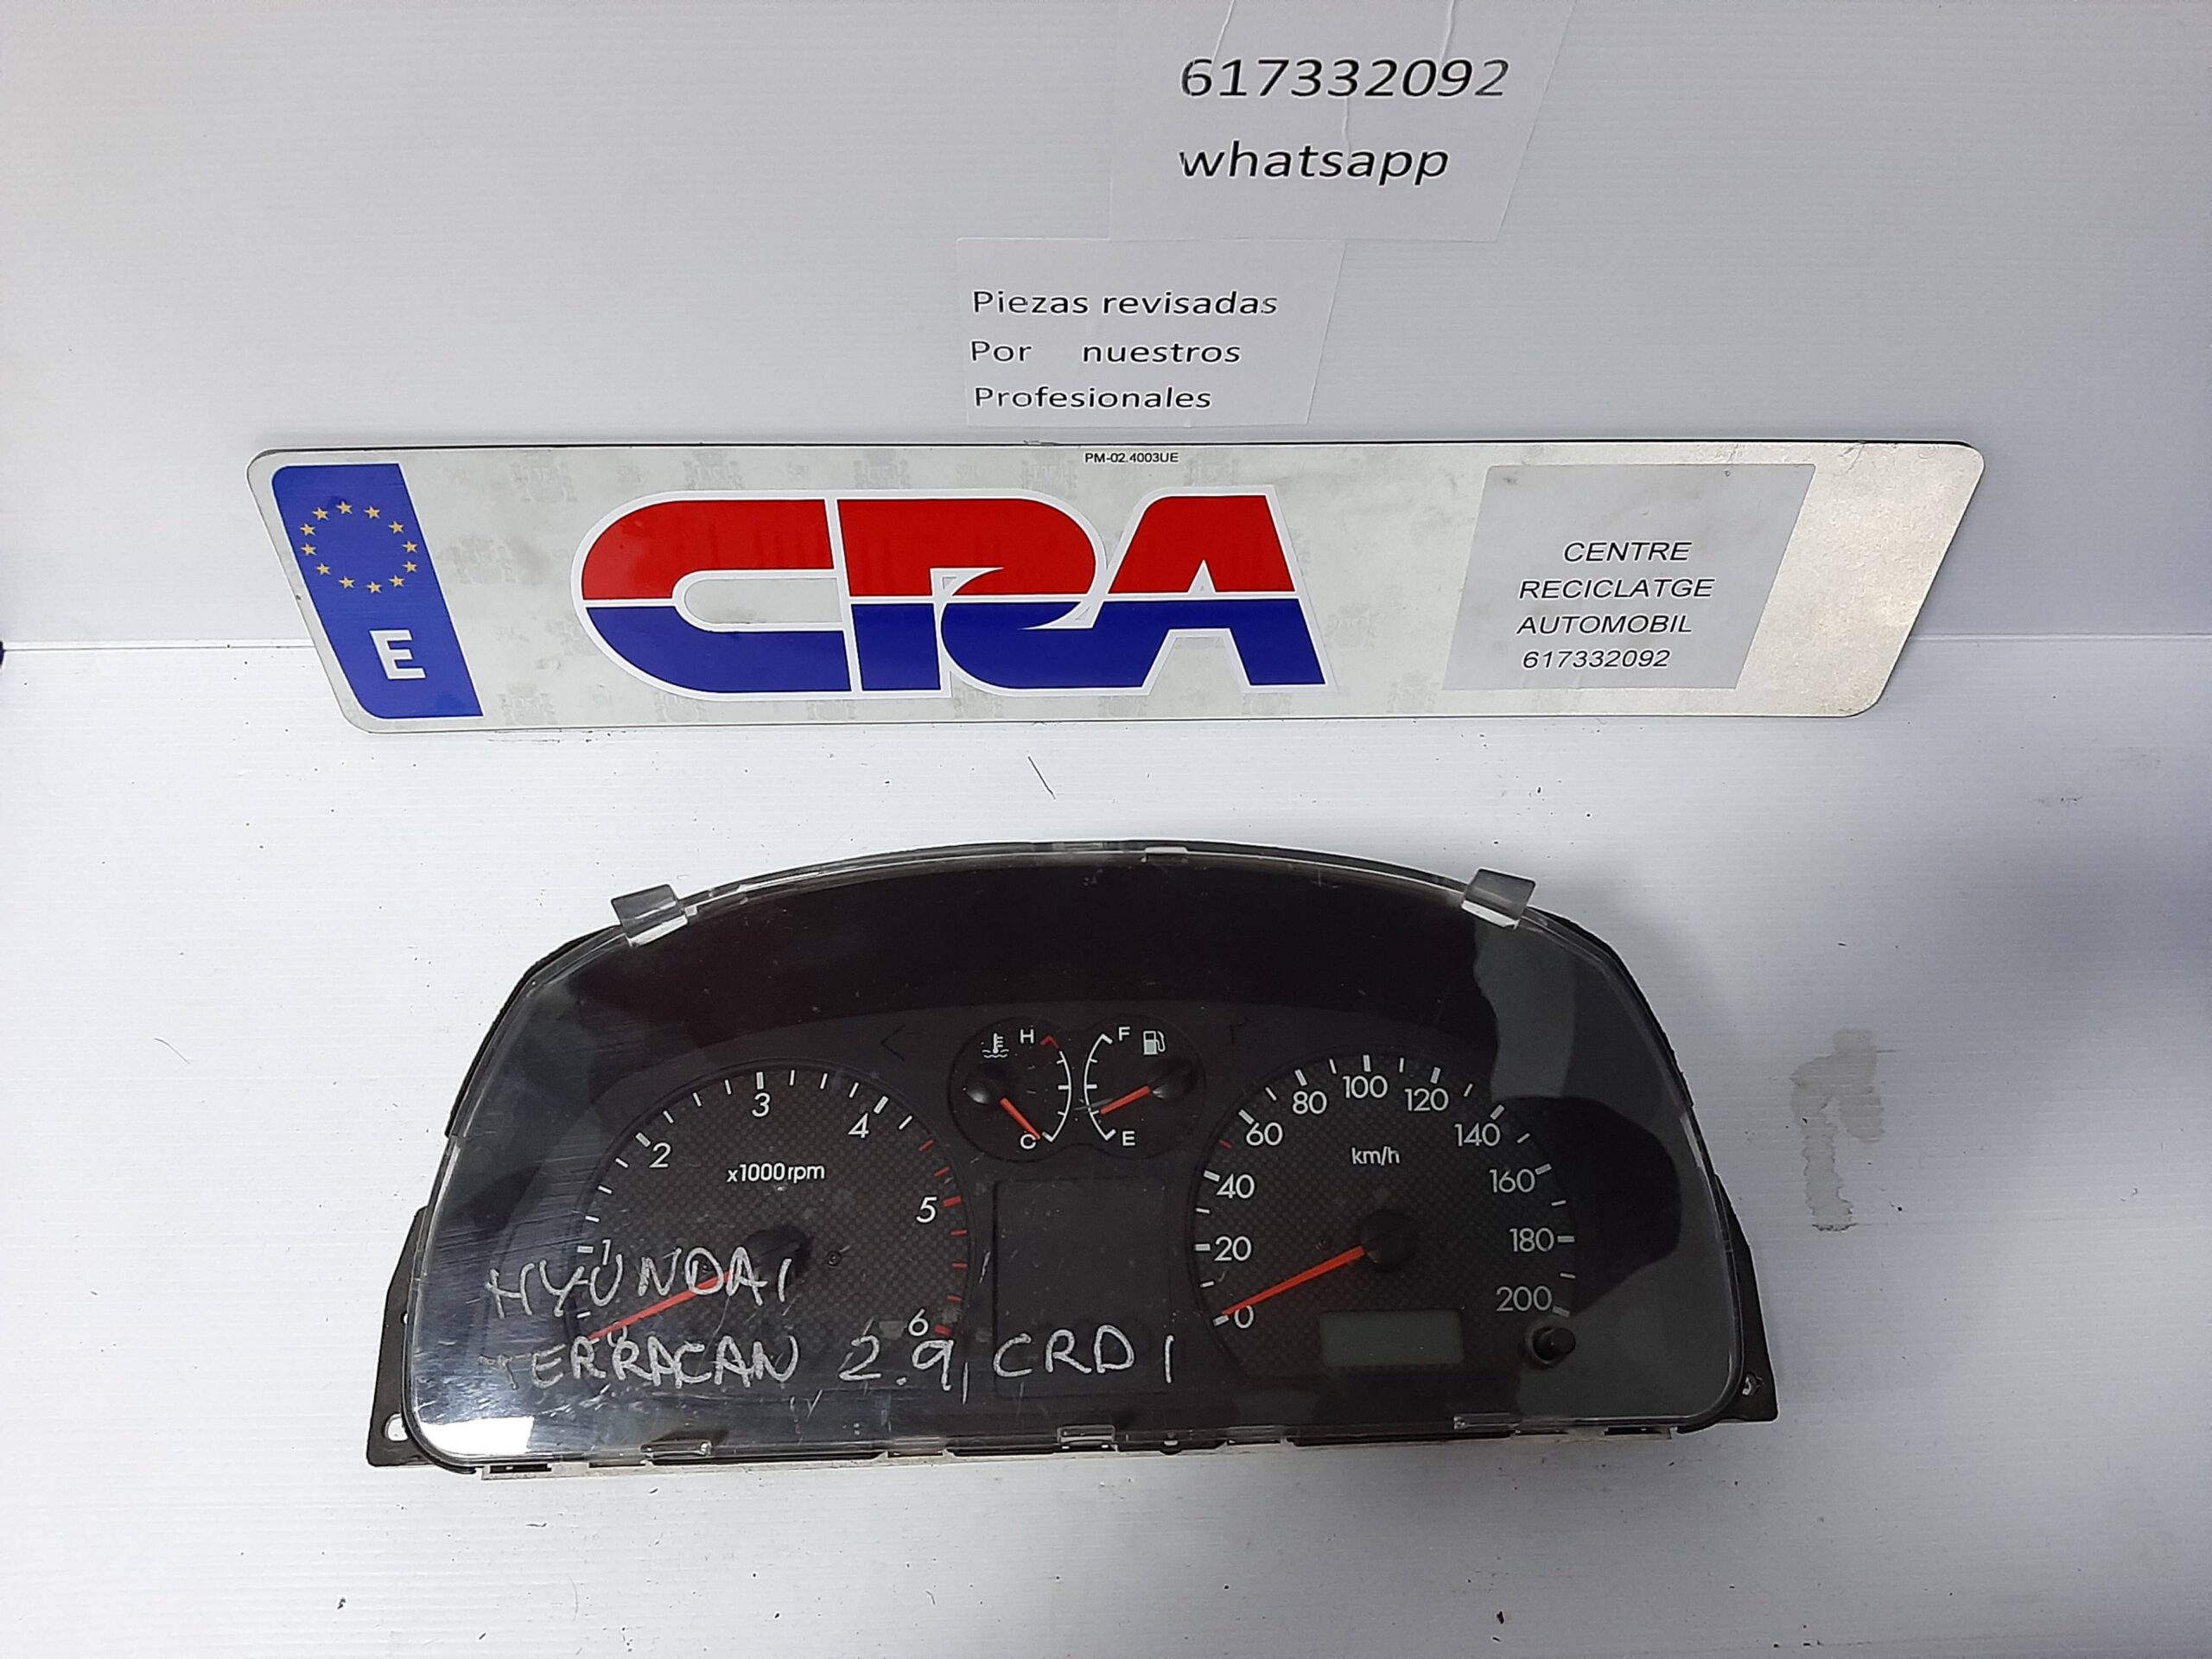 617332092
whatsapp
Piezas revisadas
Por nuestros
Profesionales
PM-02.4003UE
E
CRA
CENTRE
RECICLATGE
AUTOMOBIL
617332092
H F
C E
1 2 3 4 5 6
x1000 rpm
0 20 40 60 80 100 120 140 160 180 200
km/h
HYUNDAI
TERRACAN 2.9 CRDI